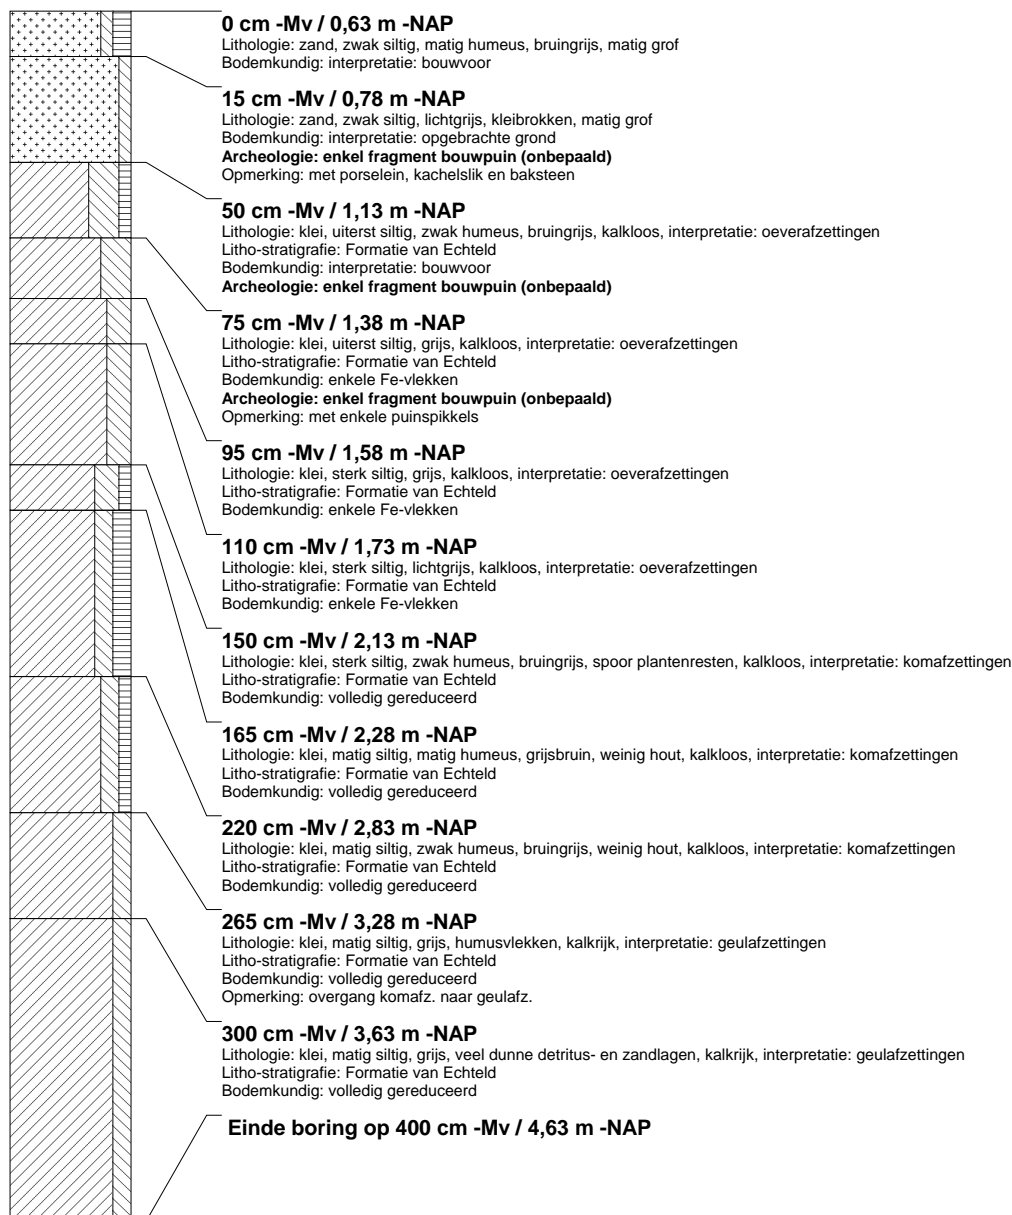 0 cm -Mv / 0,63 m -NAP
Lithologie: zand, zwak siltig, matig humeus, bruingrijs, matig grof
Bodemkundig: interpretatie: bouwvoor
15 cm -Mv / 0,78 m -NAP
Lithologie: zand, zwak siltig, lichtgrijs, kleibrokken, matig grof
Bodemkundig: interpretatie: opgebrachte grond
Archeologie: enkel fragment bouwpuin (onbepaald)
Opmerking: met porselein, kachelslik en baksteen
50 cm -Mv / 1,13 m -NAP
Lithologie: klei, uiterst siltig, zwak humeus, bruingrijs, kalkloos, interpretatie: oeverafzettingen
Litho-stratigrafie: Formatie van Echteld
Bodemkundig: interpretatie: bouwvoor
Archeologie: enkel fragment bouwpuin (onbepaald)
75 cm -Mv / 1,38 m -NAP
Lithologie: klei, uiterst siltig, grijs, kalkloos, interpretatie: oeverafzettingen
Litho-stratigrafie: Formatie van Echteld
Bodemkundig: enkele Fe-vlekken
Archeologie: enkel fragment bouwpuin (onbepaald)
Opmerking: met enkele puinspikkels
95 cm -Mv / 1,58 m -NAP
Lithologie: klei, sterk siltig, grijs, kalkloos, interpretatie: oeverafzettingen
Litho-stratigrafie: Formatie van Echteld
Bodemkundig: enkele Fe-vlekken
110 cm -Mv / 1,73 m -NAP
Lithologie: klei, sterk siltig, lichtgrijs, kalkloos, interpretatie: oeverafzettingen
Litho-stratigrafie: Formatie van Echteld
Bodemkundig: enkele Fe-vlekken
150 cm -Mv / 2,13 m -NAP
Lithologie: klei, sterk siltig, zwak humeus, bruingrijs, spoor plantenresten, kalkloos, interpretatie: komafzettingen
Litho-stratigrafie: Formatie van Echteld
Bodemkundig: volledig gereduceerd
165 cm -Mv / 2,28 m -NAP
Lithologie: klei, matig siltig, matig humeus, grijsbruin, weinig hout, kalkloos, interpretatie: komafzettingen
Litho-stratigrafie: Formatie van Echteld
Bodemkundig: volledig gereduceerd
220 cm -Mv / 2,83 m -NAP
Lithologie: klei, matig siltig, zwak humeus, bruingrijs, weinig hout, kalkloos, interpretatie: komafzettingen
Litho-stratigrafie: Formatie van Echteld
Bodemkundig: volledig gereduceerd
265 cm -Mv / 3,28 m -NAP
Lithologie: klei, matig siltig, grijs, humusvlekken, kalkrijk, interpretatie: geulafzettingen
Litho-stratigrafie: Formatie van Echteld
Bodemkundig: volledig gereduceerd
Opmerking: overgang komafz. naar geulafz.
300 cm -Mv / 3,63 m -NAP
Lithologie: klei, matig siltig, grijs, veel dunne detritus- en zandlagen, kalkrijk, interpretatie: geulafzettingen
Litho-stratigrafie: Formatie van Echteld
Bodemkundig: volledig gereduceerd
Einde boring op 400 cm -Mv / 4,63 m -NAP